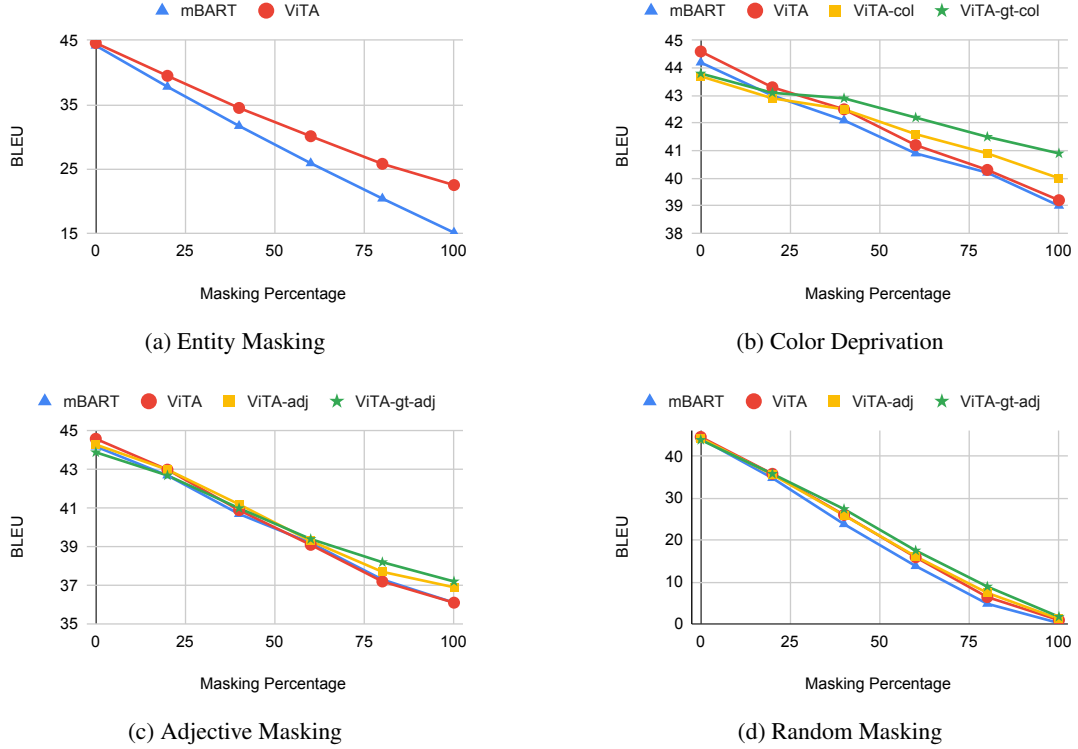 mBART ViTA
45
35
25
15
0 25 50 75 100
BLEU
Masking Percentage
(a) Entity Masking
mBART ViTA ViTA-col ViTA-gt-col
45
44
43
42
41
40
39
38
0 25 50 75 100
BLEU
Masking Percentage
(b) Color Deprivation
mBART ViTA ViTA-adj ViTA-gt-adj
45
43
41
39
37
35
0 25 50 75 100
BLEU
Masking Percentage
(c) Adjective Masking
mBART ViTA ViTA-adj ViTA-gt-adj
40
30
20
10
0
0 25 50 75 100
BLEU
Masking Percentage
(d) Random Masking